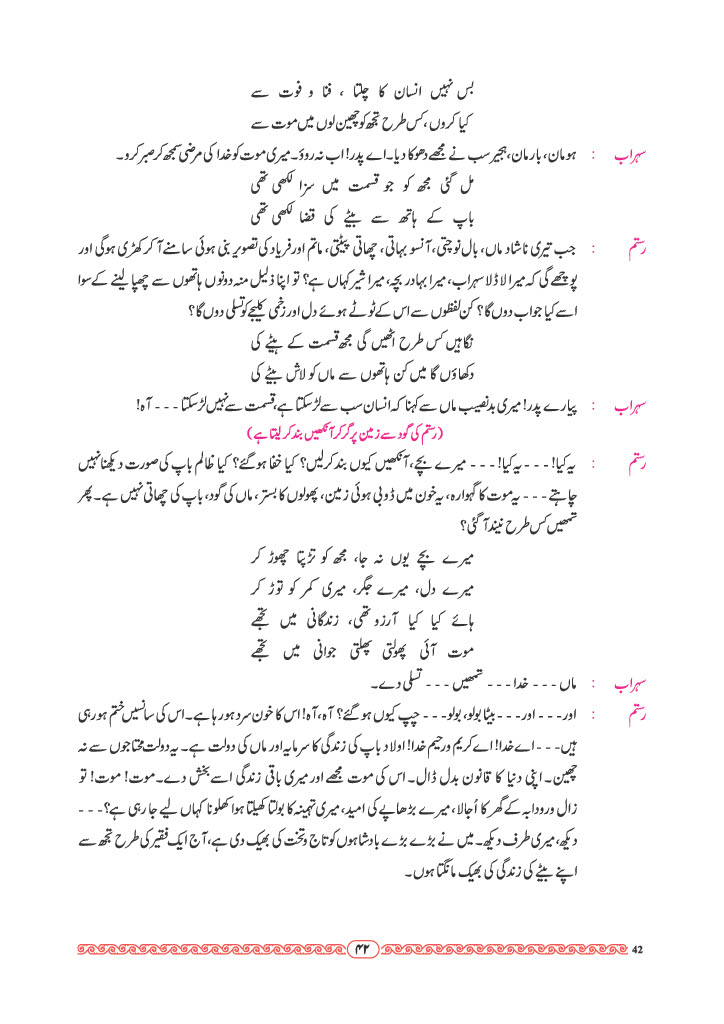 بس نہیں انسان کا چلتا ، فنا و فوت سے
کیا کروں، کس طرح تجھ کو چھین لوں میں موت سے
سہراب : ہومان، بارمان، ہجیر سب نے مجھے دھوکا دیا۔ اے پدر! اب نہ روؤ۔ میری موت کو خدا کی مرضی سمجھ کر صبر کرو۔
مل گئی مجھ کو جو قسمت میں سزا لکھی تھی
باپ کے ہاتھ سے بیٹے کی قضا لکھی تھی
رستم : جب تیری ناشاد ماں، بال نوچتی، آنسو بہاتی، چھاتی پیٹتی، ماتم اور فریاد کی تصویر بنی ہوئی سامنے آ کر کھڑی ہوگی اور
پوچھے گی کہ میرا لاڈلا سہراب، میرا بہادر بچہ، میرا شیر کہاں ہے؟ تو اپنا ذلیل منہ دونوں ہاتھوں سے چھپا لینے کے سوا
اسے کیا جواب دوں گا؟ کن لفظوں سے اس کے ٹوٹے ہوئے دل اور زخمی کلیجے کو تسلی دوں گا؟
نگاہیں کس طرح اٹھیں گی مجھ قسمت کے ہیٹے کی
دکھاؤں گا میں کن ہاتھوں سے ماں کو لاش بیٹے کی
سہراب : پیارے پدر! میری بدنصیب ماں سے کہنا کہ انسان سب سے لڑ سکتا ہے، قسمت سے نہیں لڑ سکتا --- آہ!
(رستم کی گود سے زمین پر گر کر آنکھیں بند کر لیتا ہے)
رستم : یہ کیا! --- یہ کیا! --- میرے بچے، آنکھیں کیوں بند کر لیں؟ کیا خفا ہو گئے؟ کیا ظالم باپ کی صورت دیکھنا نہیں
چاہتے --- یہ موت کا گہوارہ، یہ خون میں ڈوبی ہوئی زمین، پھولوں کا بستر، ماں کی گود، باپ کی چھاتی نہیں ہے۔ پھر
تمھیں کس طرح نیند آ گئی؟
میرے بچے یوں نہ جا، مجھ کو تڑپتا چھوڑ کر
میرے دل، میرے جگر، میری کمر کو توڑ کر
ہائے کیا کیا آرزو تھی، زندگانی میں تجھے
موت آئی پھولتی پھلتی جوانی میں تجھے
سہراب : ماں --- خدا --- تمھیں --- تسلی دے۔
رستم : اور --- اور --- بیٹا بولو، بولو --- چپ کیوں ہو گئے؟ آہ، آہ! اس کا خون سرد ہو رہا ہے۔ اس کی سانسیں ختم ہو رہی
ہیں --- اے خدا! اے کریم و رحیم خدا! اولاد باپ کی زندگی کا سرمایہ اور ماں کی دولت ہے۔ یہ دولت محتاجوں سے نہ
چھین۔ اپنی دنیا کا قانون بدل ڈال۔ اس کی موت مجھے اور میری باقی زندگی اسے بخش دے۔ موت! موت! تو
زال و رودابہ کے گھر کا اُجالا، میرے بڑھاپے کی امید، میری تہمینہ کا بولتا کھیلتا ہوا کھلونا کہاں لیے جا رہی ہے؟ ---
دیکھ، میری طرف دیکھ۔ میں نے بڑے بڑے بادشاہوں کو تاج و تخت کی بھیک دی ہے، آج ایک فقیر کی طرح تجھ سے
اپنے بیٹے کی زندگی کی بھیک مانگتا ہوں۔
۴۲ 42